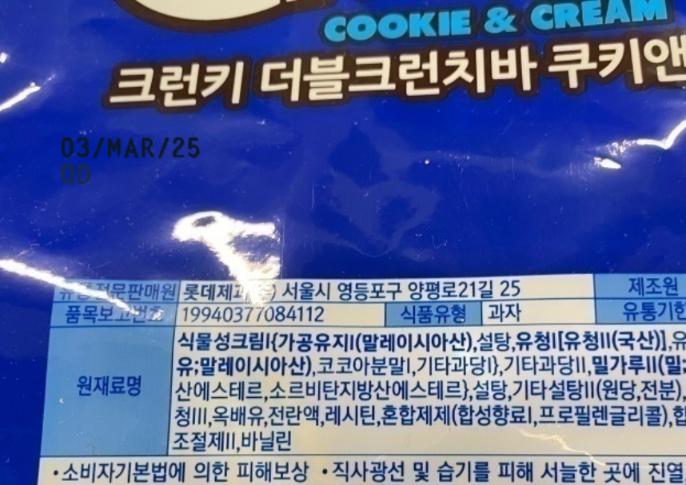 COOKIE & CREAM
크런키 더블크런치바 쿠키앤
03/MAR/25
유통전문판매원 롯데제과(주) 서울시 영등포구 양평로21길 25 제조원
품목보고번호 19940377084112 식품유형 과자 유통기한
원재료명
식물성크림I{가공유지I(말레이시아산),설탕,유청I[유청II(국산)],유
유;말레이시아산),코코아분말I,기타과당I},기타과당II,밀가루II(밀;
산에스테르,소르비탄지방산에스테르},설탕,기타설탕II(원당,전분),
청III,옥배유,전란액,레시틴,혼합제제(합성향료I,프로필렌글리콜),합
조절제II,바닐린
•소비자기본법에 의한 피해보상 •직사광선 및 습기를 피해 서늘한 곳에 진열